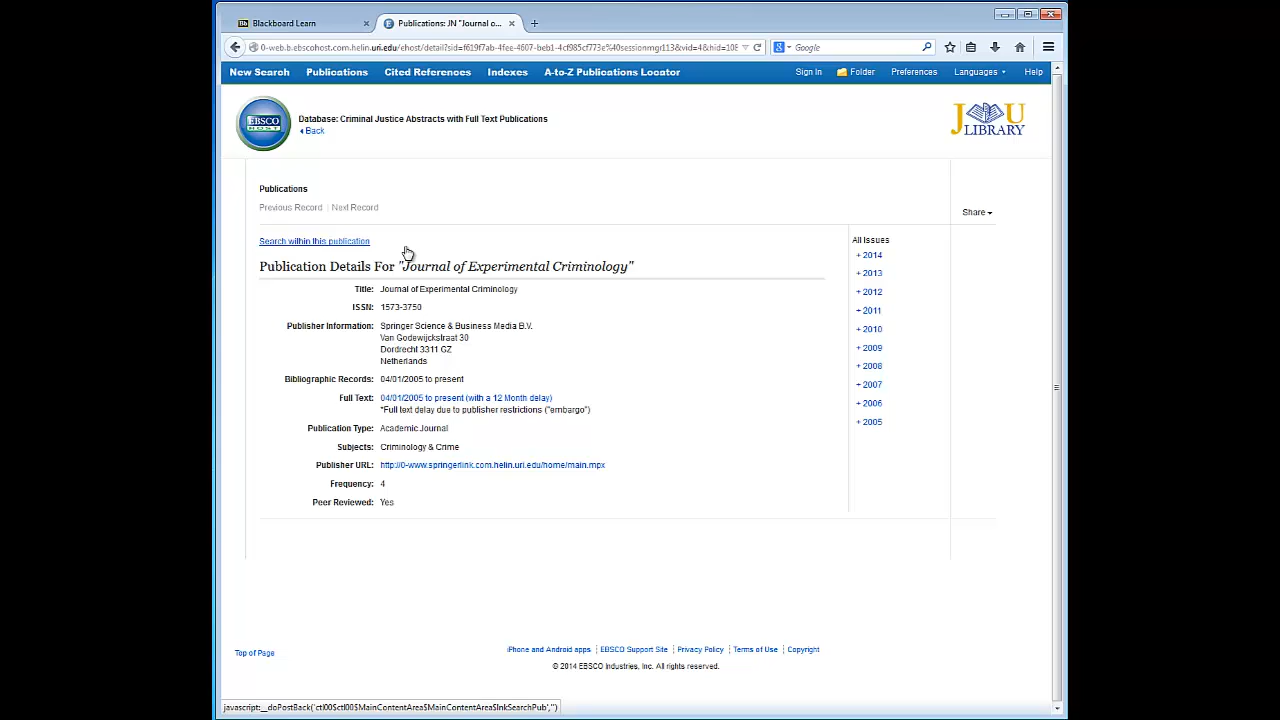 Blackboard Learn
Publications: JN "Journal o...
0-web.b.ebscohost.com.helin.uri.edu/ehost/detail?sid=f619f7ab-4fee-4607-beb1-4cf985cf773e%40sessionmgr113&vid=4&hid=108
Google
New Search Publications Cited References Indexes A-to-Z Publications Locator Sign In Folder Preferences Languages Help
EBSCO
HOST
Database: Criminal Justice Abstracts with Full Text Publications
Back
LIBRARY
Publications
Previous Record Next Record
Share
Search within this publication
Publication Details For "Journal of Experimental Criminology"
Title: Journal of Experimental Criminology
ISSN: 1573-3750
Publisher Information: Springer Science & Business Media B.V.
Van Godewijckstraat 30
Dordrecht 3311 GZ
Netherlands
Bibliographic Records: 04/01/2005 to present
Full Text: 04/01/2005 to present (with a 12 Month delay)
*Full text delay due to publisher restrictions ("embargo")
Publication Type: Academic Journal
Subjects: Criminology & Crime
Publisher URL: http://0-www.springerlink.com.helin.uri.edu/home/main.mpx
Frequency: 4
Peer Reviewed: Yes
All Issues
+ 2014
+ 2013
+ 2012
+ 2011
+ 2010
+ 2009
+ 2008
+ 2007
+ 2006
+ 2005
Top of Page
iPhone and Android apps EBSCO Support Site Privacy Policy Terms of Use Copyright
© 2014 EBSCO Industries, Inc. All rights reserved.
javascript:__doPostBack('ctl00$ctl00$MainContentArea$MainContentArea$lnkSearchPub','')